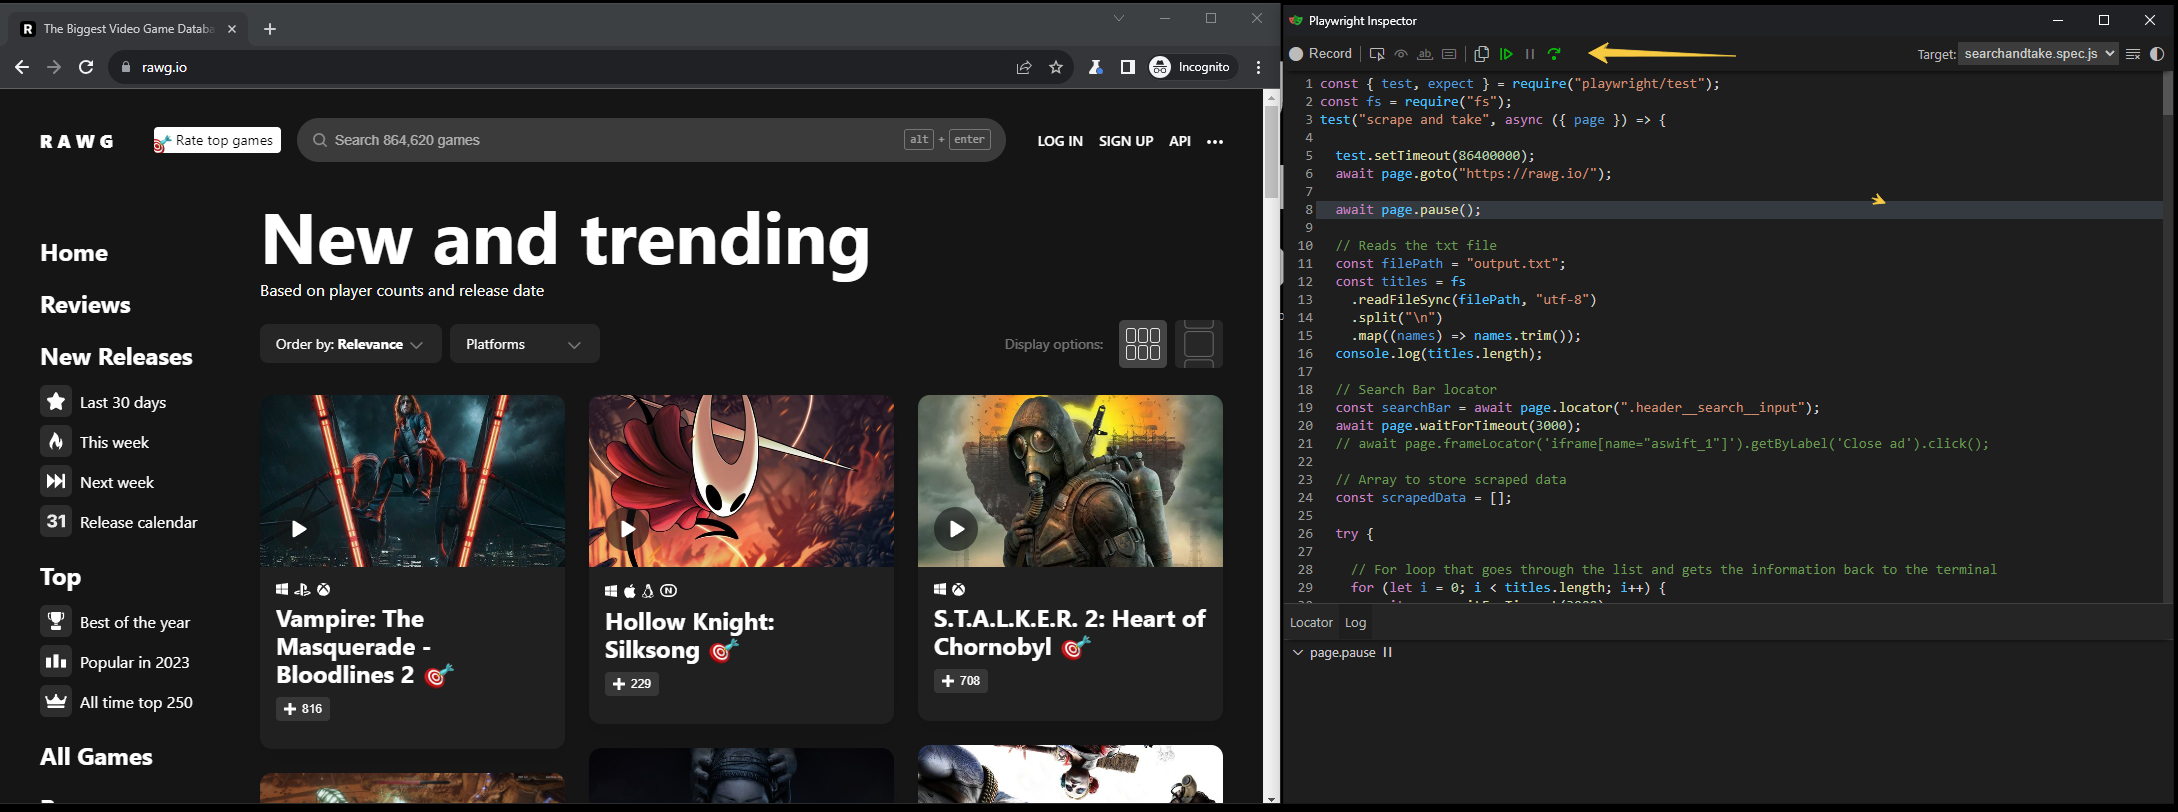 The Biggest Video Game Databa
rawg.io
Incognito
RAWG
Rate top games
Search 864,620 games
alt + enter
LOG IN
SIGN UP
API
Home
Reviews
New Releases
Last 30 days
This week
Next week
31 Release calendar
Top
Best of the year
Popular in 2023
All time top 250
All Games
New and trending
Based on player counts and release date
Order by: Relevance
Platforms
Display options:
Vampire: The
Masquerade -
Bloodlines 2
816
Hollow Knight:
Silksong
229
S.T.A.L.K.E.R. 2: Heart of
Chornobyl
708
Playwright Inspector
Record
Target: searchandtake.spec.js
1 const { test, expect } = require("playwright/test");
2 const fs = require("fs");
3 test("scrape and take", async ({ page }) => {
4
5 test.setTimeout(86400000);
6 await page.goto("https://rawg.io/");
7
8 await page.pause();
9
10 // Reads the txt file
11 const filePath = "output.txt";
12 const titles = fs
13 .readFileSync(filePath, "utf-8")
14 .split("\n")
15 .map((names) => names.trim());
16 console.log(titles.length);
17
18 // Search Bar locator
19 const searchBar = await page.locator(".header__search__input");
20 await page.waitForTimeout(3000);
21 // await page.frameLocator('iframe[name="aswift_1"]').getByLabel('Close ad').click();
22
23 // Array to store scraped data
24 const scrapedData = [];
25
26 try {
27
28 // For loop that goes through the list and gets the information back to the terminal
29 for (let i = 0; i < titles.length; i++) {
Locator
Log
page.pause